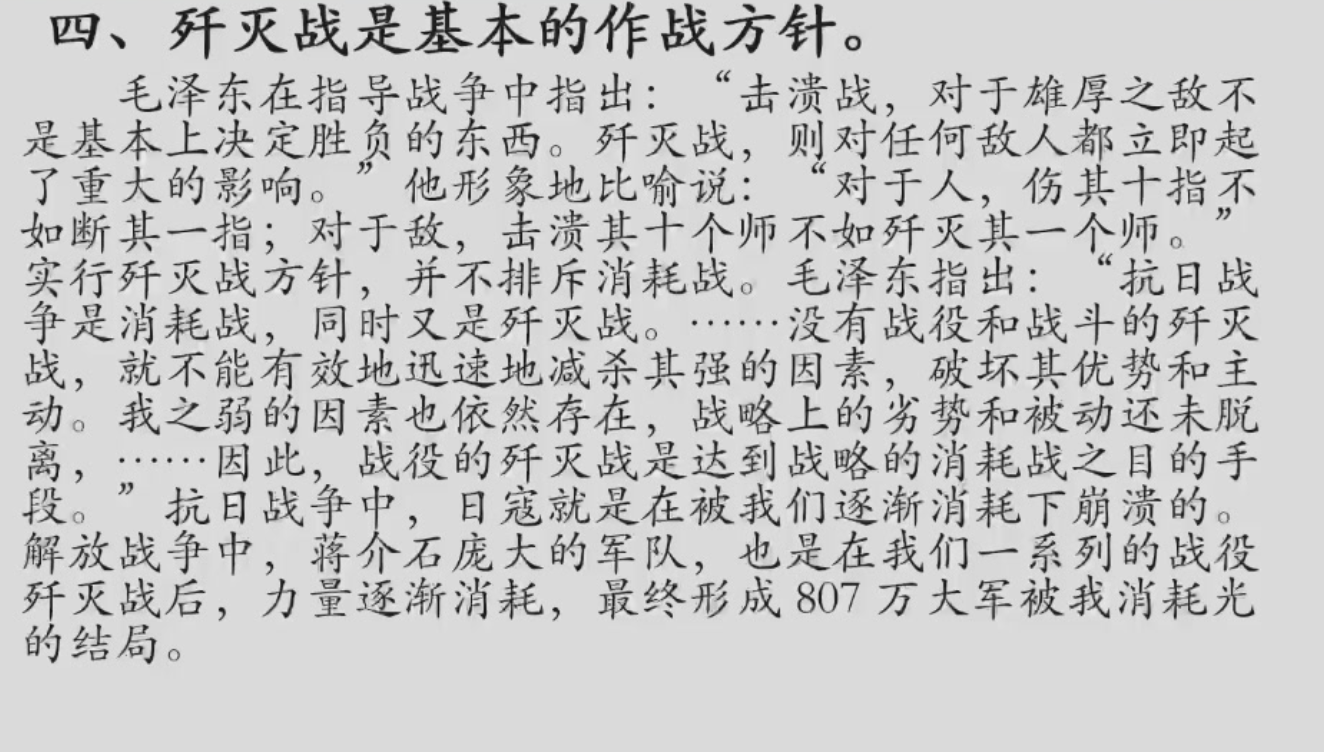 四、歼灭战是基本的作战方针。
毛泽东在指导战争中指出：“击溃战，对于雄厚之敌不
是基本上决定胜负的东西。歼灭战，则对任何敌人都立即起
了重大的影响。”他形象地比喻说：“对于人，伤其十指不
如断其一指；对于敌，击溃其十个师不如歼灭其一个师。”
实行歼灭战方针，并不排斥消耗战。毛泽东指出：“抗日战
争是消耗战，同时又是歼灭战。……没有战役和战斗的歼灭
战，就不能有效地迅速地减杀其强的因素，破坏其优势和主
动。我之弱的因素也依然存在，战略上的劣势和被动还未脱
离，……因此，战役的歼灭战是达到战略的消耗战之目的手
段。”抗日战争中，日寇就是在被我们逐渐消耗下崩溃的。
解放战争中，蒋介石庞大的军队，也是在我们一系列的战役
歼灭战后，力量逐渐消耗，最终形成 807 万大军被我消耗光
的结局。